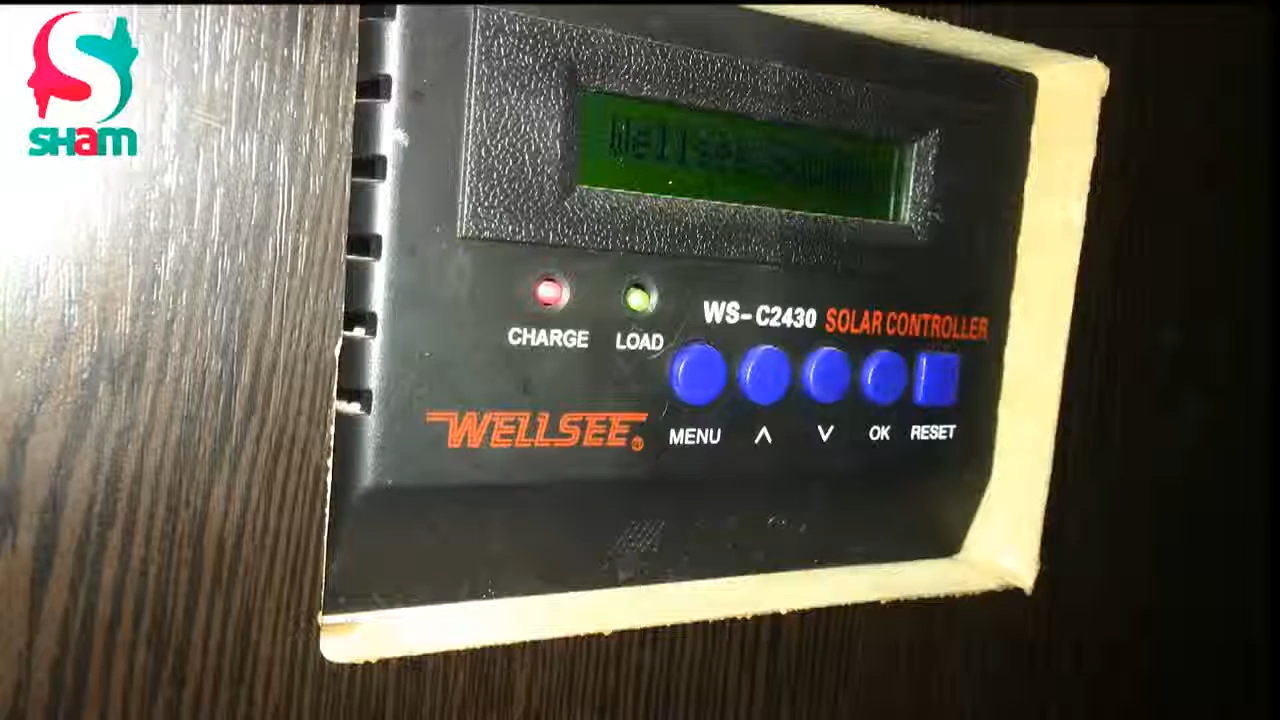 SHam
WS-C2430 SOLAR CONTROLLER
CHARGE LOAD
WELLSEE
MENU ∧ ∨ OK RESET